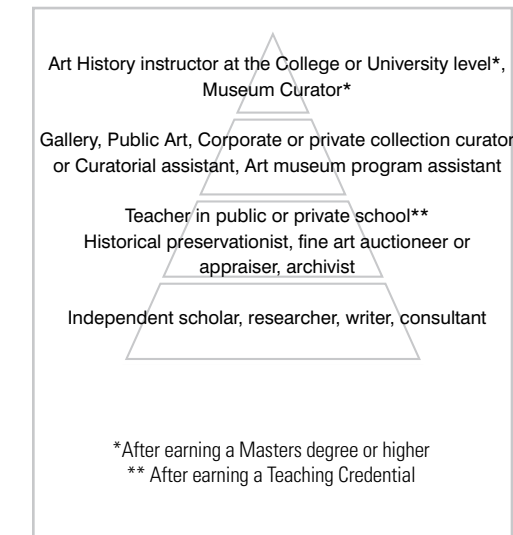 Art History instructor at the College or University level*,
Museum Curator*
Gallery, Public Art, Corporate or private collection curator
or Curatorial assistant, Art museum program assistant
Teacher in public or private school**
Historical preservationist, fine art auctioneer or
appraiser, archivist
Independent scholar, researcher, writer, consultant
*After earning a Masters degree or higher
** After earning a Teaching Credential